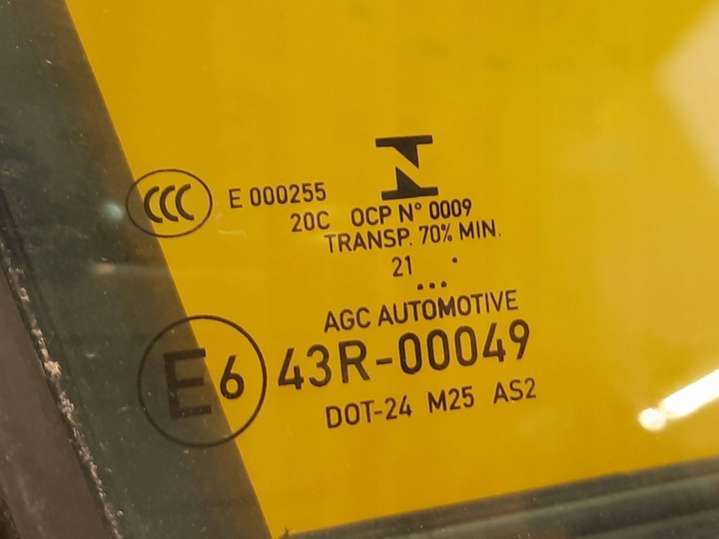 CCC E 000255
20C OCP N° 0009
TRANSP. 70% MIN.
21 .
...
AGC AUTOMOTIVE
E6 43R-00049
DOT-24 M25 AS2